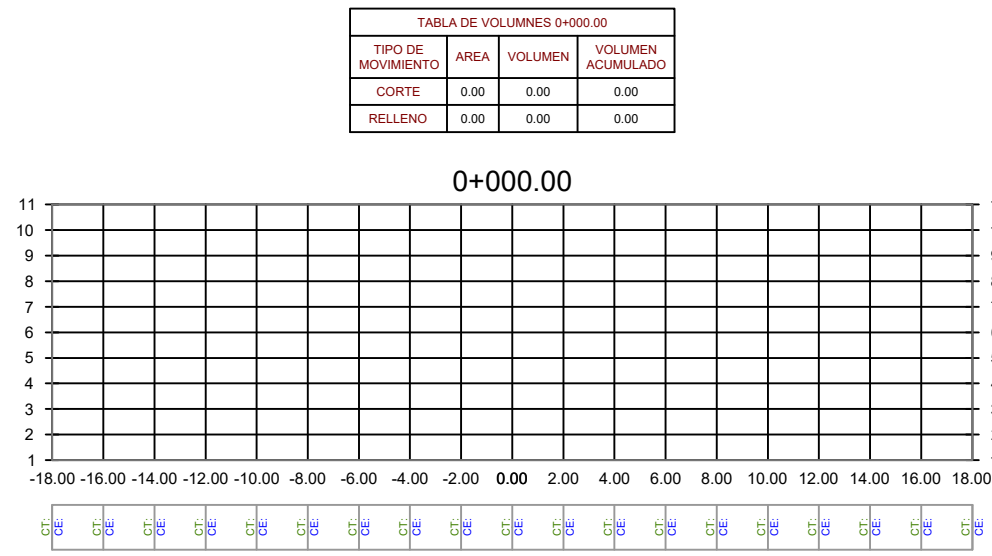 TABLA DE VOLUMNES 0+000.00
TIPO DE MOVIMIENTO AREA VOLUMEN VOLUMEN ACUMULADO
CORTE 0.00 0.00 0.00
RELLENO 0.00 0.00 0.00
0+000.00
11
10
9
8
7
6
5
4
3
2
1
-18.00 -16.00 -14.00 -12.00 -10.00 -8.00 -6.00 -4.00 -2.00 0.00 2.00 4.00 6.00 8.00 10.00 12.00 14.00 16.00 18.00
CT: CT: CT: CT: CT: CT: CT: CT: CT: CT: CT: CT: CT: CT: CT: CT: CT: CT: CT:
CE: CE: CE: CE: CE: CE: CE: CE: CE: CE: CE: CE: CE: CE: CE: CE: CE: CE: CE: